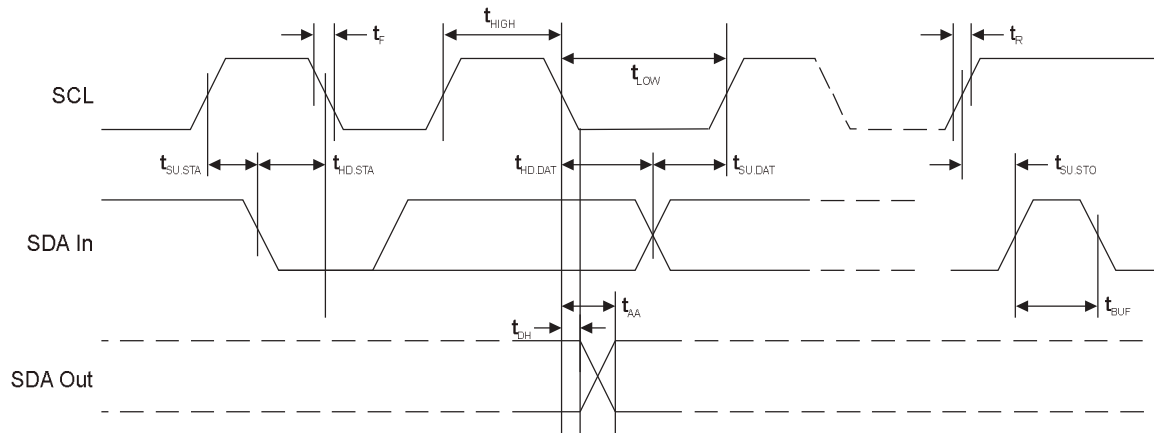 tHIGH
tF
tR
tLOW
SCL
tSU.STA
tHD.STA
tHD.DAT
tSU.DAT
tSU.STO
SDA In
tAA
tBUF
tDH
SDA Out